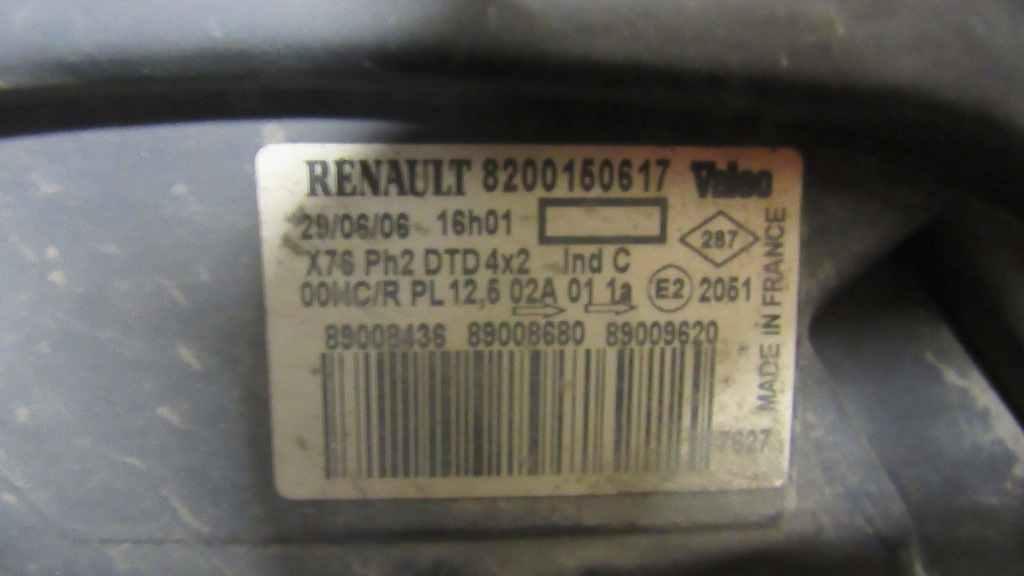 RENAULT 8200150617 Valeo
29/06/06 - 16h01
287
X76 Ph2 DTD 4x2 Ind C
00HC/R PL 12,5 02A 01 1a E2 2051
89008436 89008680 89009620
MADE IN FRANCE